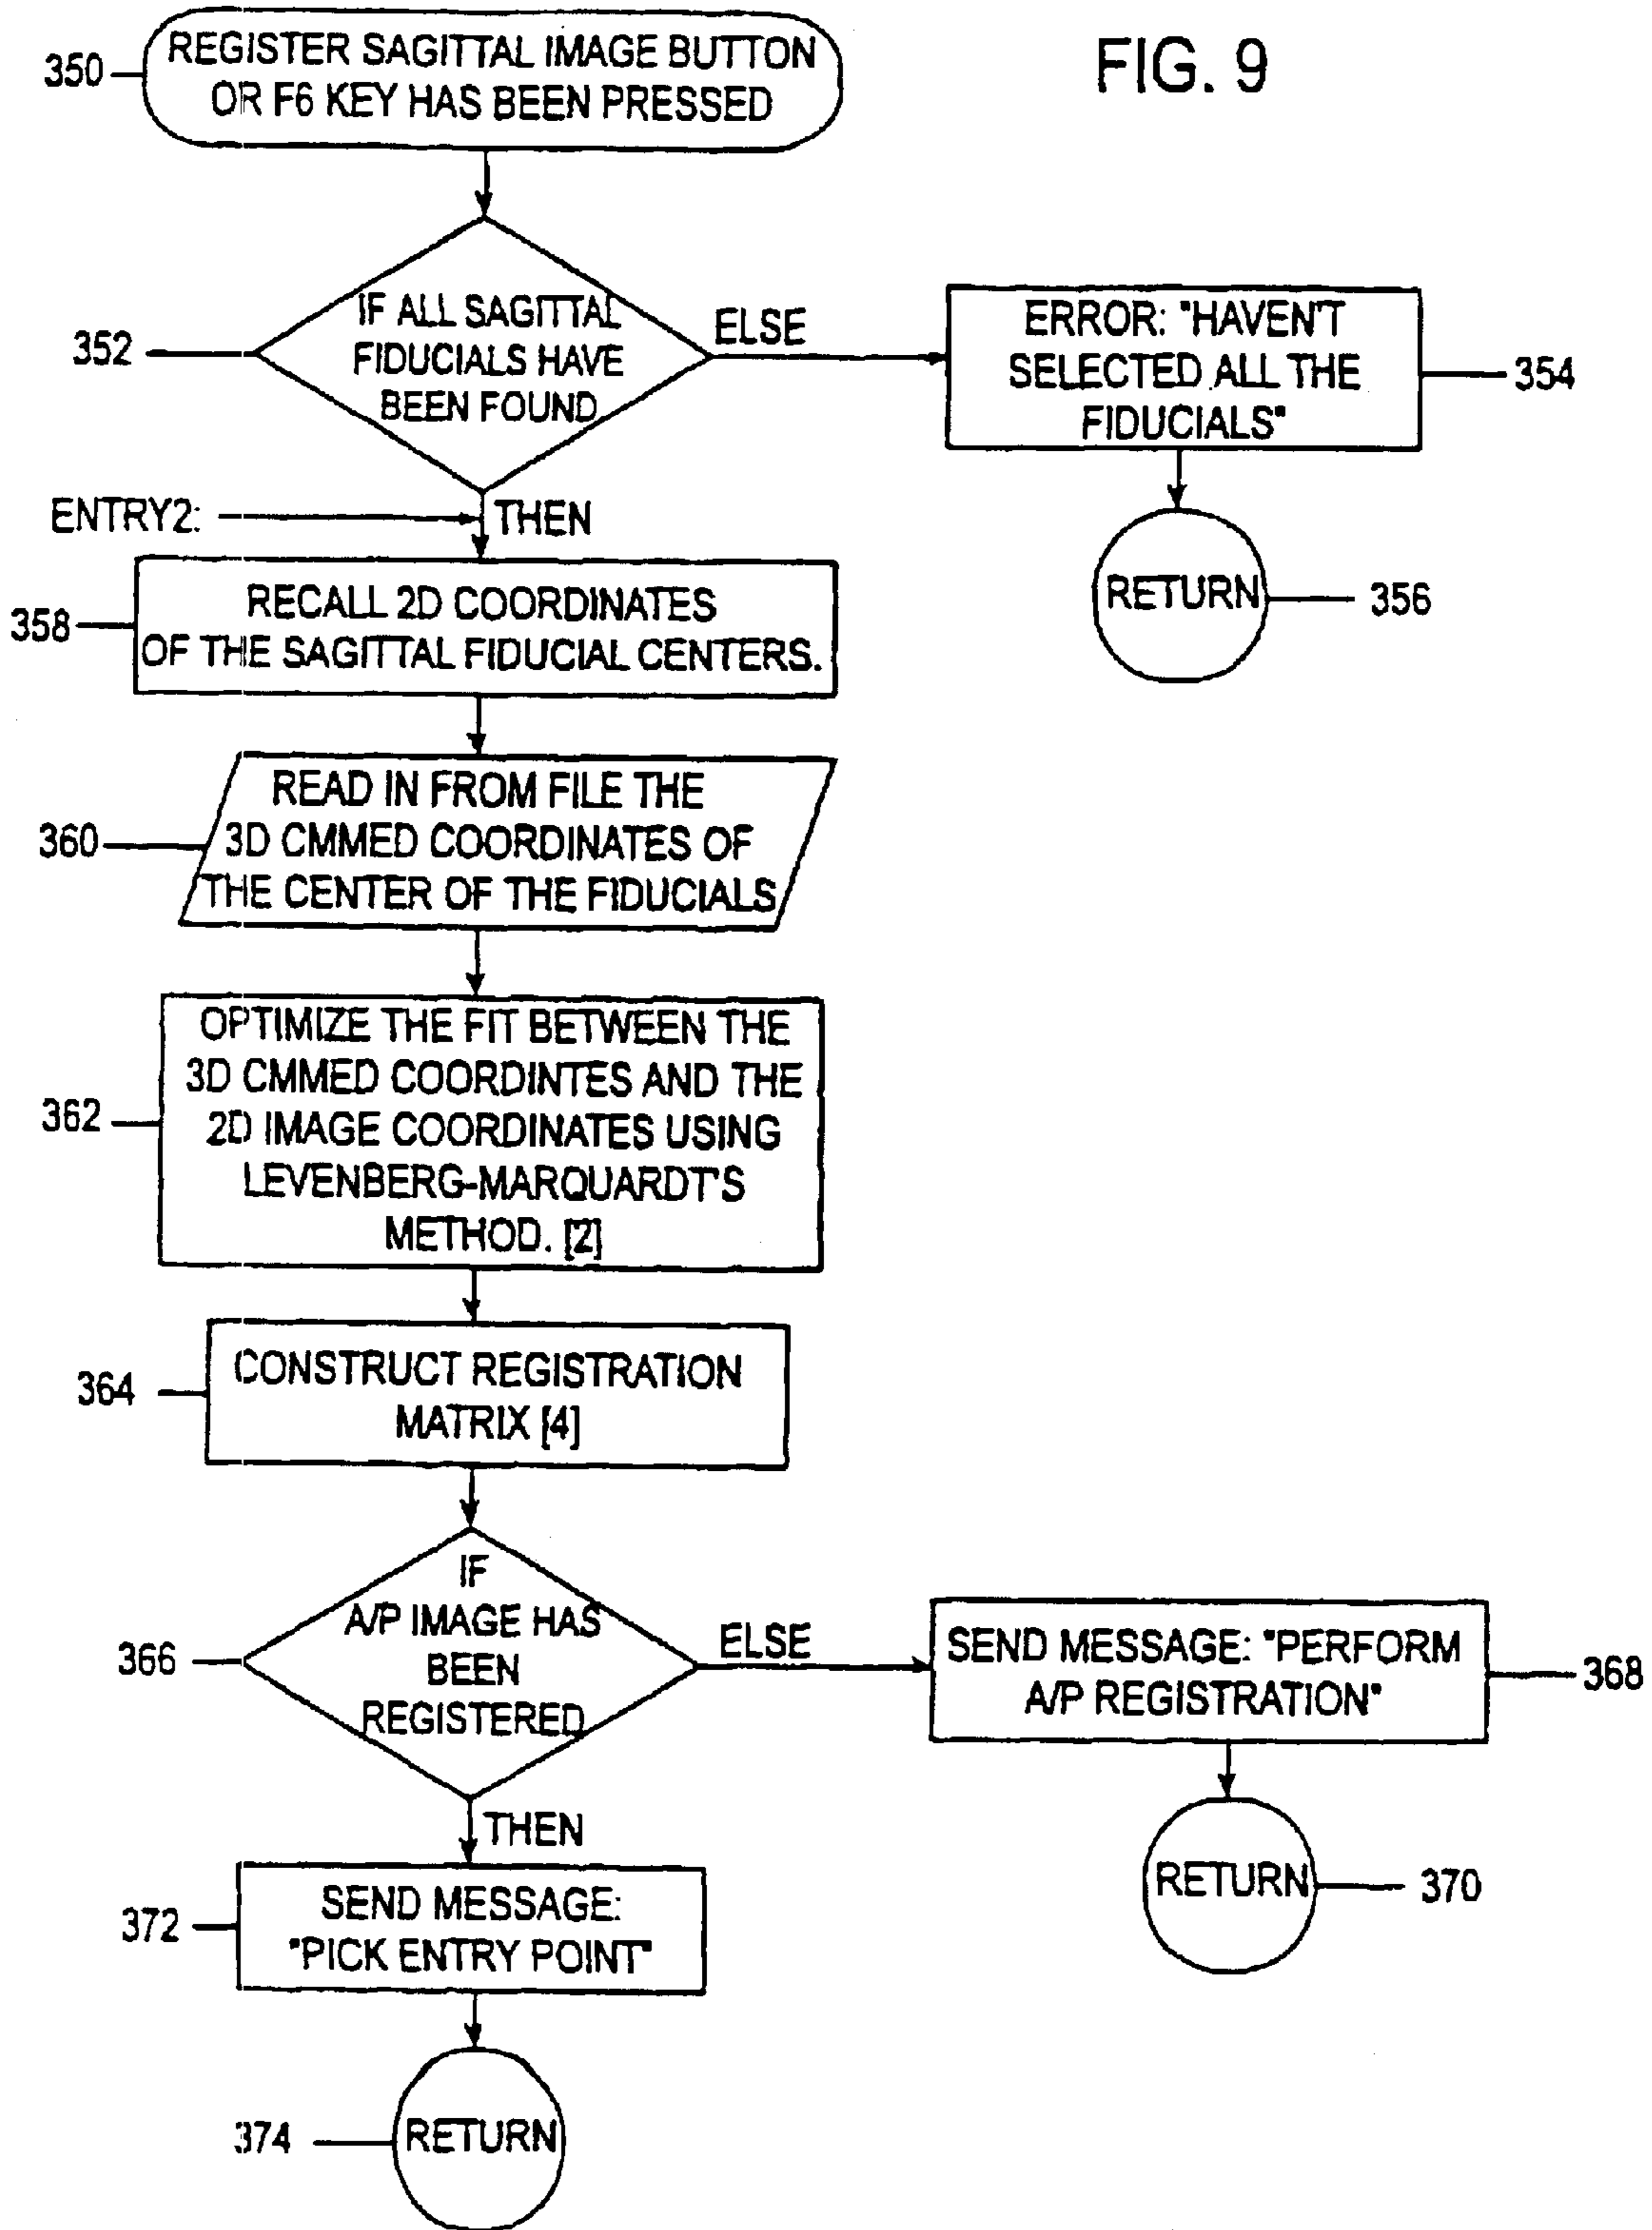 FIG. 9
350
REGISTER SAGITTAL IMAGE BUTTON
OR F6 KEY HAS BEEN PRESSED
352
IF ALL SAGITTAL
FIDUCIALS HAVE
BEEN FOUND
ELSE
ERROR: "HAVEN'T
SELECTED ALL THE
FIDUCIALS"
354
RETURN
356
ENTRY2:
THEN
358
RECALL 2D COORDINATES
OF THE SAGITTAL FIDUCIAL CENTERS.
360
READ IN FROM FILE THE
3D CMMED COORDINATES OF
THE CENTER OF THE FIDUCIALS
362
OPTIMIZE THE FIT BETWEEN THE
3D CMMED COORDINTES AND THE
2D IMAGE COORDINATES USING
LEVENBERG-MARQUARDT'S
METHOD. [2]
364
CONSTRUCT REGISTRATION
MATRIX [4]
366
IF
A/P IMAGE HAS
BEEN
REGISTERED
ELSE
SEND MESSAGE: "PERFORM
A/P REGISTRATION"
368
RETURN
370
THEN
372
SEND MESSAGE:
"PICK ENTRY POINT"
374
RETURN